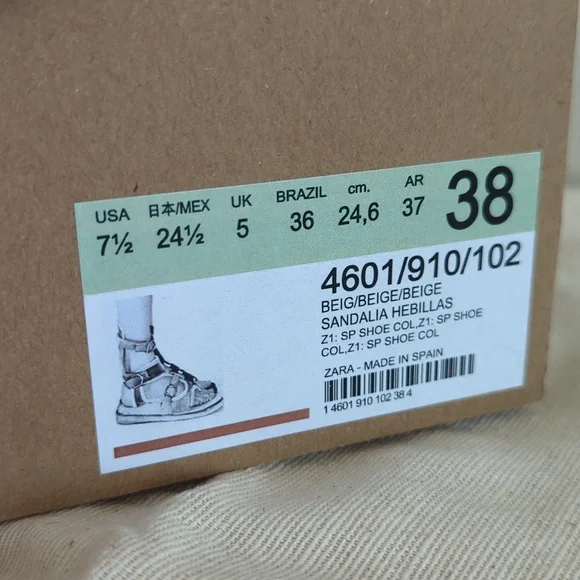 USA 日本/MEX UK BRAZIL cm. AR
7½ 24½ 5 36 24,6 37 38
4601/910/102
BEIG/BEIGE/BEIGE
SANDALIA HEBILLAS
Z1: SP SHOE COL,Z1: SP SHOE
COL,Z1: SP SHOE COL
ZARA - MADE IN SPAIN
1 4601 910 102 38 4